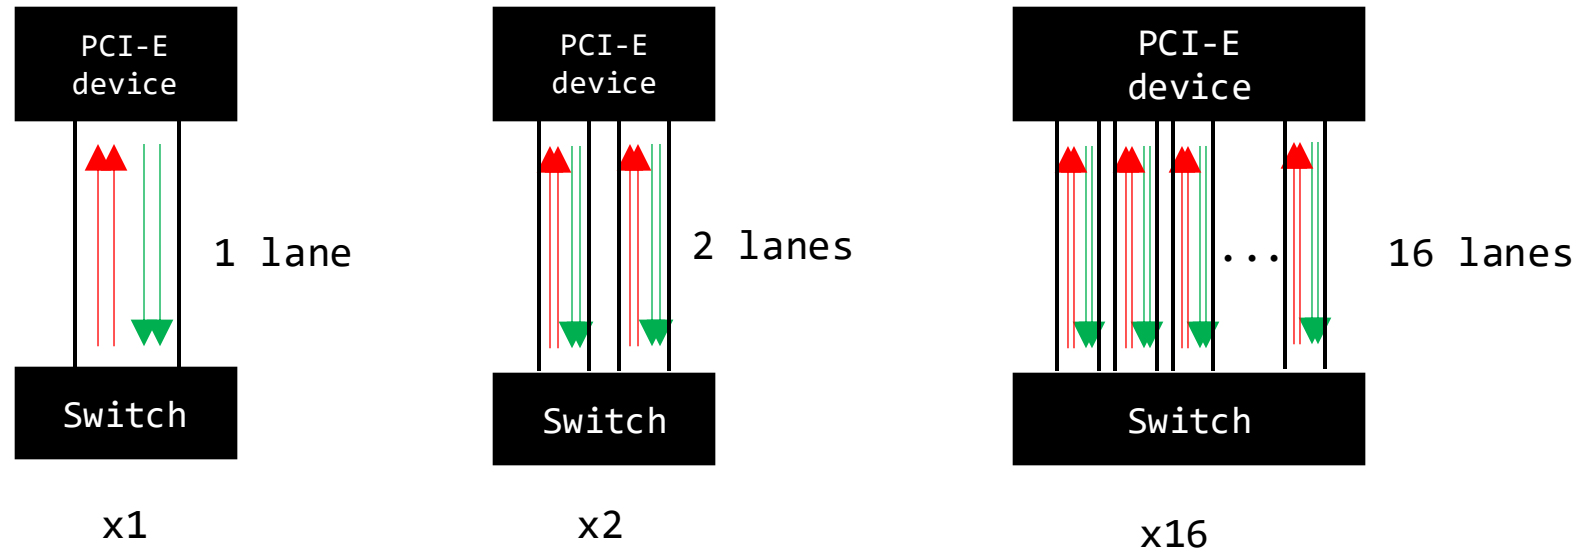 PCI-E
device
1 lane
Switch
x1
PCI-E
device
2 lanes
Switch
x2
PCI-E
device
...
16 lanes
Switch
x16